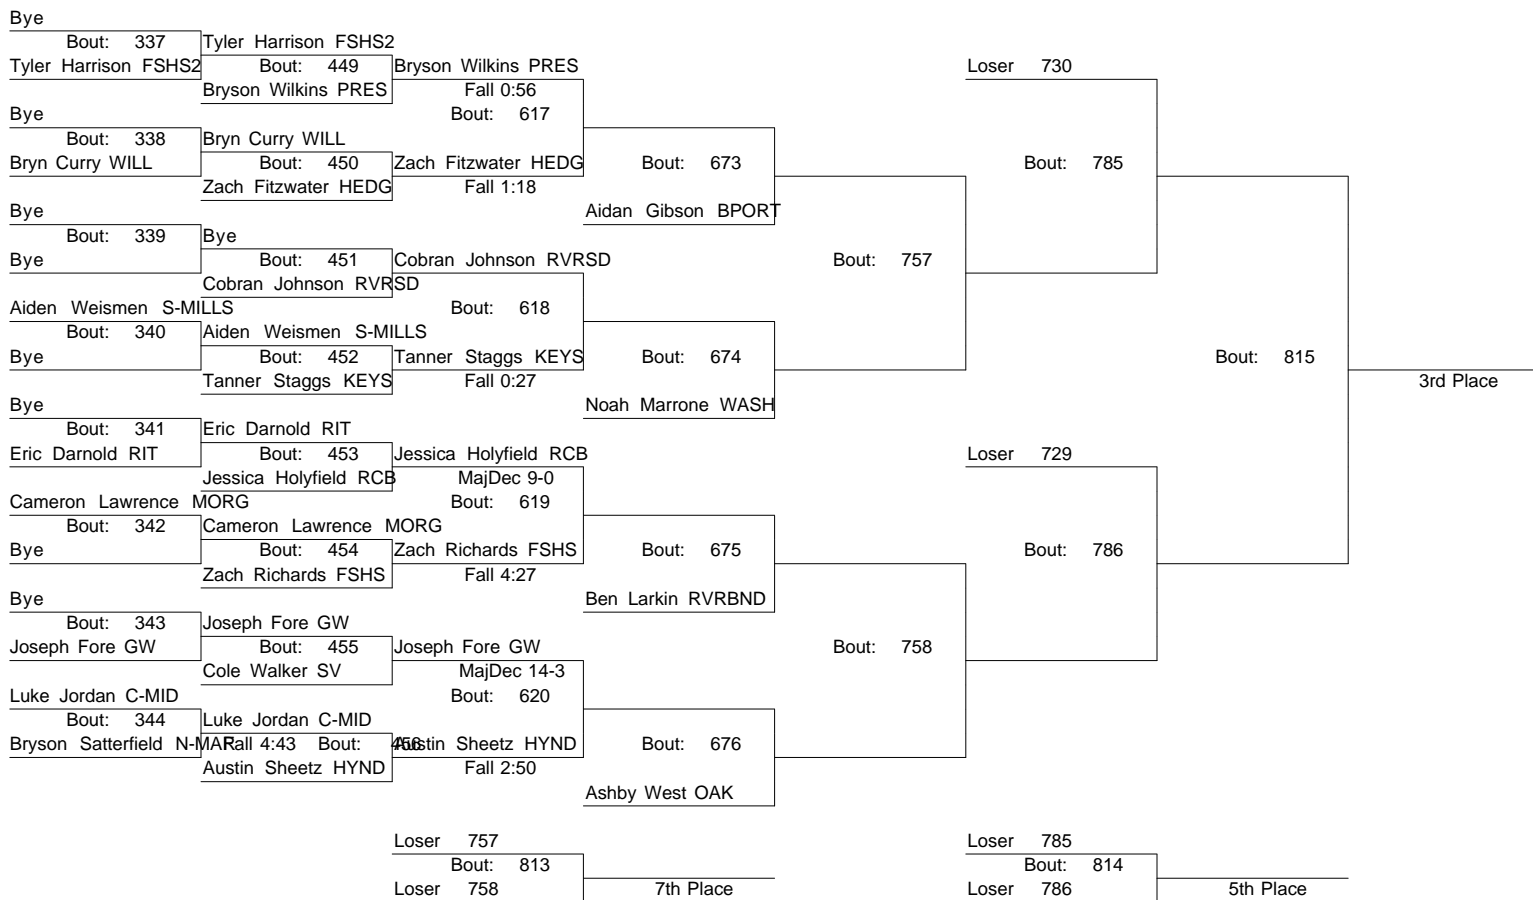 Bye
Bout: 337 Tyler Harrison FSHS2
Tyler Harrison FSHS2 Bout: 449 Bryson Wilkins PRES Loser 730
Bryson Wilkins PRES Fall 0:56
Bye Bout: 617
Bout: 338 Bryn Curry WILL
Bryn Curry WILL Bout: 450 Zach Fitzwater HEDG Bout: 673 Bout: 785
Zach Fitzwater HEDG Fall 1:18
Bye Aidan Gibson BPORT
Bout: 339 Bye
Bye Bout: 451 Cobran Johnson RVRSD Bout: 757
Cobran Johnson RVRSD
Aiden Weismen S-MILLS Bout: 618
Bout: 340 Aiden Weismen S-MILLS
Bye Bout: 452 Tanner Staggs KEYS Bout: 674 Bout: 815
Tanner Staggs KEYS Fall 0:27 3rd Place
Bye Noah Marrone WASH
Bout: 341 Eric Darnold RIT
Eric Darnold RIT Bout: 453 Jessica Holyfield RCB Loser 729
Jessica Holyfield RCB MajDec 9-0
Cameron Lawrence MORG Bout: 619
Bout: 342 Cameron Lawrence MORG
Bye Bout: 454 Zach Richards FSHS Bout: 675 Bout: 786
Zach Richards FSHS Fall 4:27
Bye Ben Larkin RVRBND
Bout: 343 Joseph Fore GW
Joseph Fore GW Bout: 455 Joseph Fore GW Bout: 758
Cole Walker SV MajDec 14-3
Luke Jordan C-MID Bout: 620
Bout: 344 Luke Jordan C-MID
Bryson Satterfield N-MAR Fall 4:43 Bout: 456 Austin Sheetz HYND Bout: 676
Austin Sheetz HYND Fall 2:50
Ashby West OAK
Loser 757 Loser 785
Bout: 813 Bout: 814
Loser 758 7th Place Loser 786 5th Place